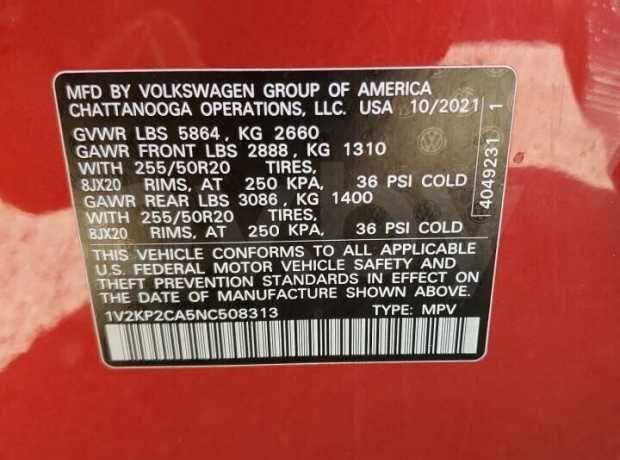 MFD BY VOLKSWAGEN GROUP OF AMERICA
CHATTANOOGA OPERATIONS, LLC. USA 10/2021
GVWR LBS 5864, KG 2660
GAWR FRONT LBS 2888, KG 1310
WITH 255/50R20 TIRES,
8JX20 RIMS, AT 250 KPA, 36 PSI COLD
GAWR REAR LBS 3086, KG 1400
WITH 255/50R20 TIRES,
8JX20 RIMS, AT 250 KPA, 36 PSI COLD
THIS VEHICLE CONFORMS TO ALL APPLICABLE
U.S. FEDERAL MOTOR VEHICLE SAFETY AND
THEFT PREVENTION STANDARDS IN EFFECT ON
THE DATE OF MANUFACTURE SHOWN ABOVE.
1V2KP2CA5NC508313 TYPE: MPV
4049231 1